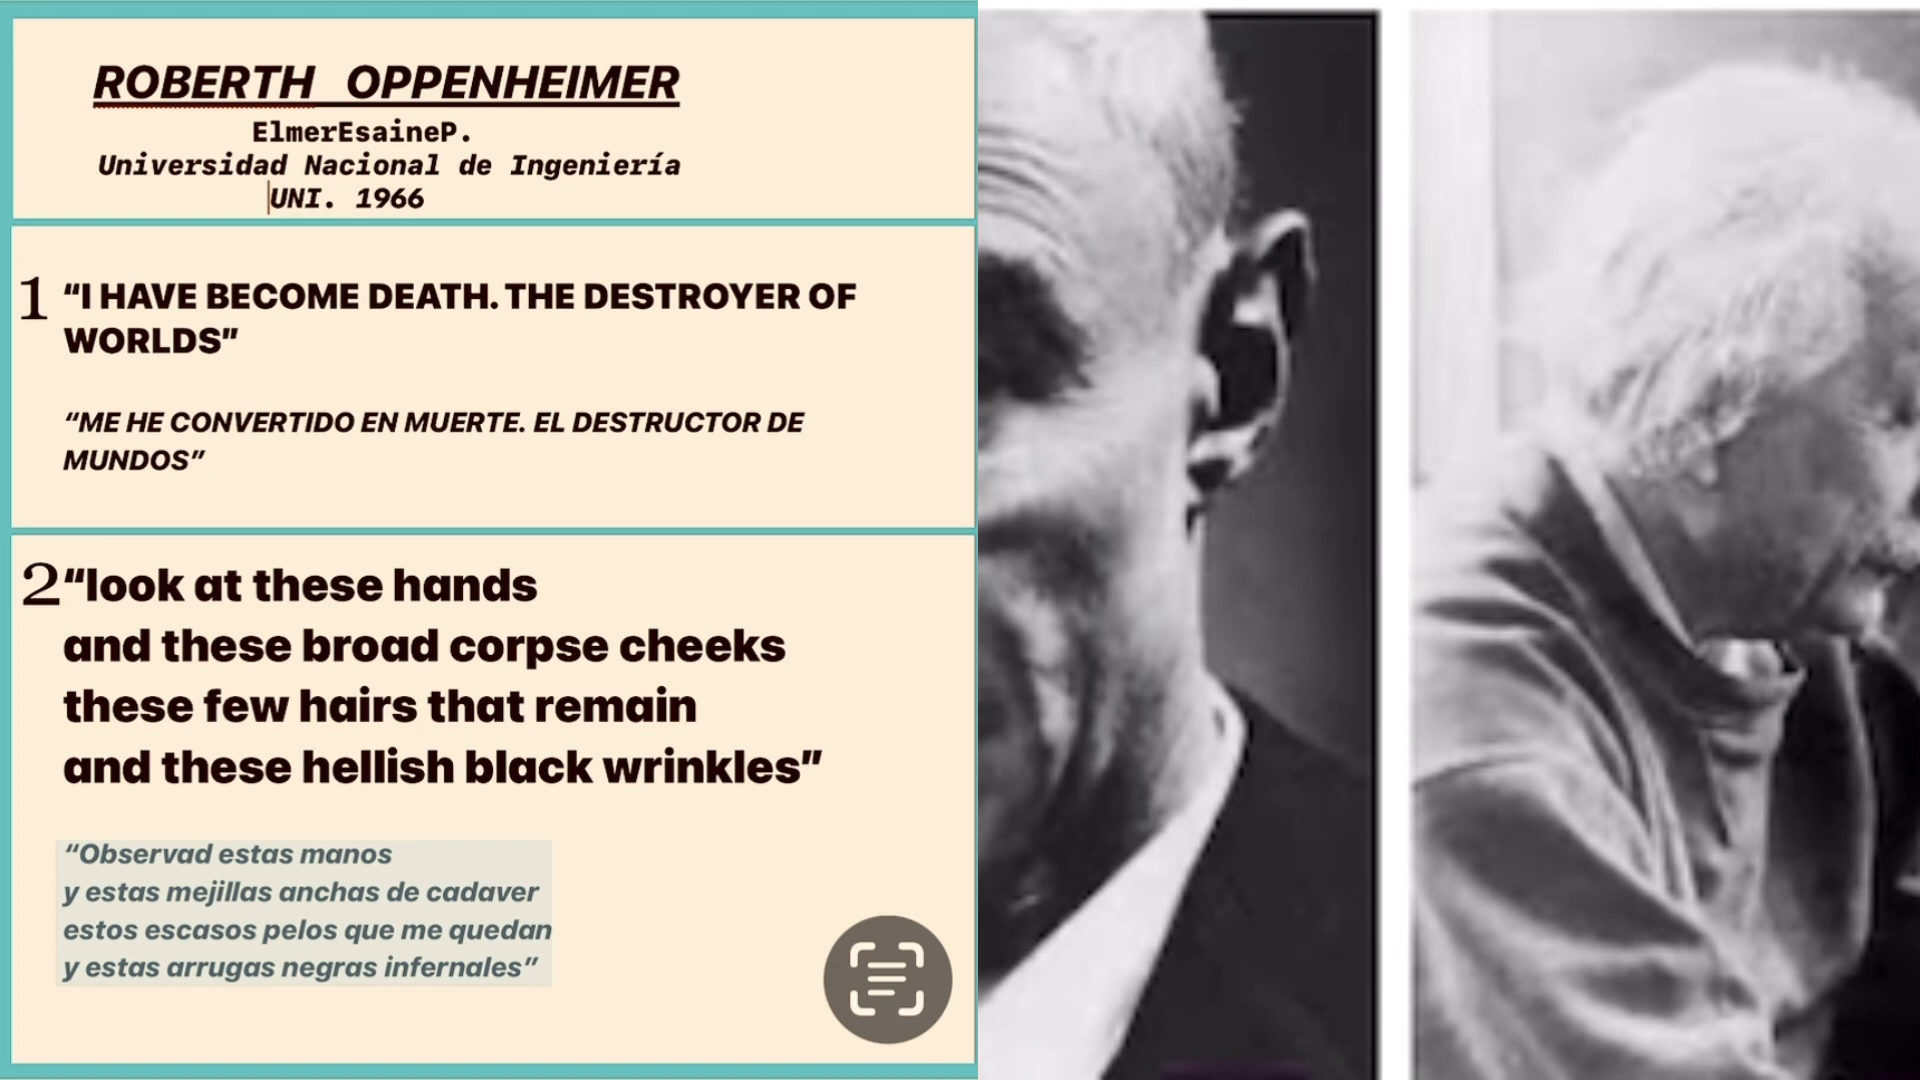 ROBERTH OPPENHEIMER
ElmerEsaineP.
Universidad Nacional de Ingeniería
UNI. 1966
1 “I HAVE BECOME DEATH. THE DESTROYER OF
WORLDS”
“ME HE CONVERTIDO EN MUERTE. EL DESTRUCTOR DE
MUNDOS”
2 “look at these hands
and these broad corpse cheeks
these few hairs that remain
and these hellish black wrinkles”
“Observad estas manos
y estas mejillas anchas de cadaver
estos escasos pelos que me quedan
y estas arrugas negras infernales”